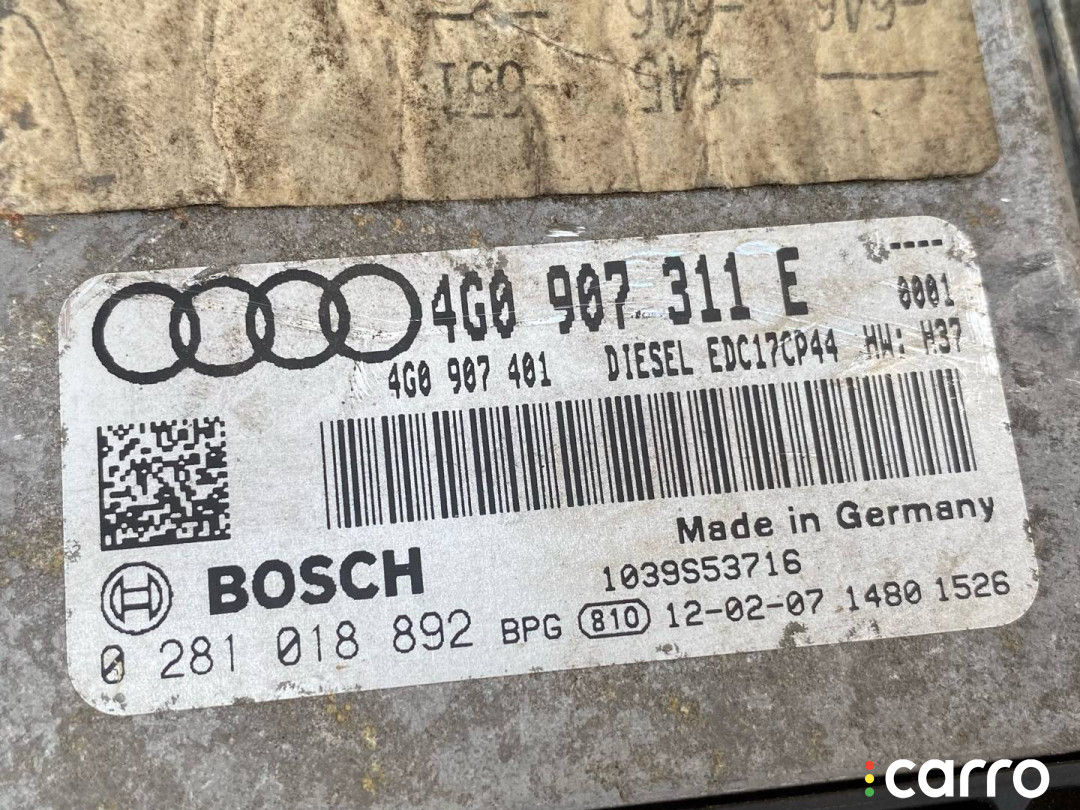 4G0 907 311 E
----
0001
4G0 907 401 DIESEL EDC17CP44 HW: H37
Made in Germany
BOSCH
1039S53716
0 281 018 892 BPG 810 12-02-07 1480 1526
carro